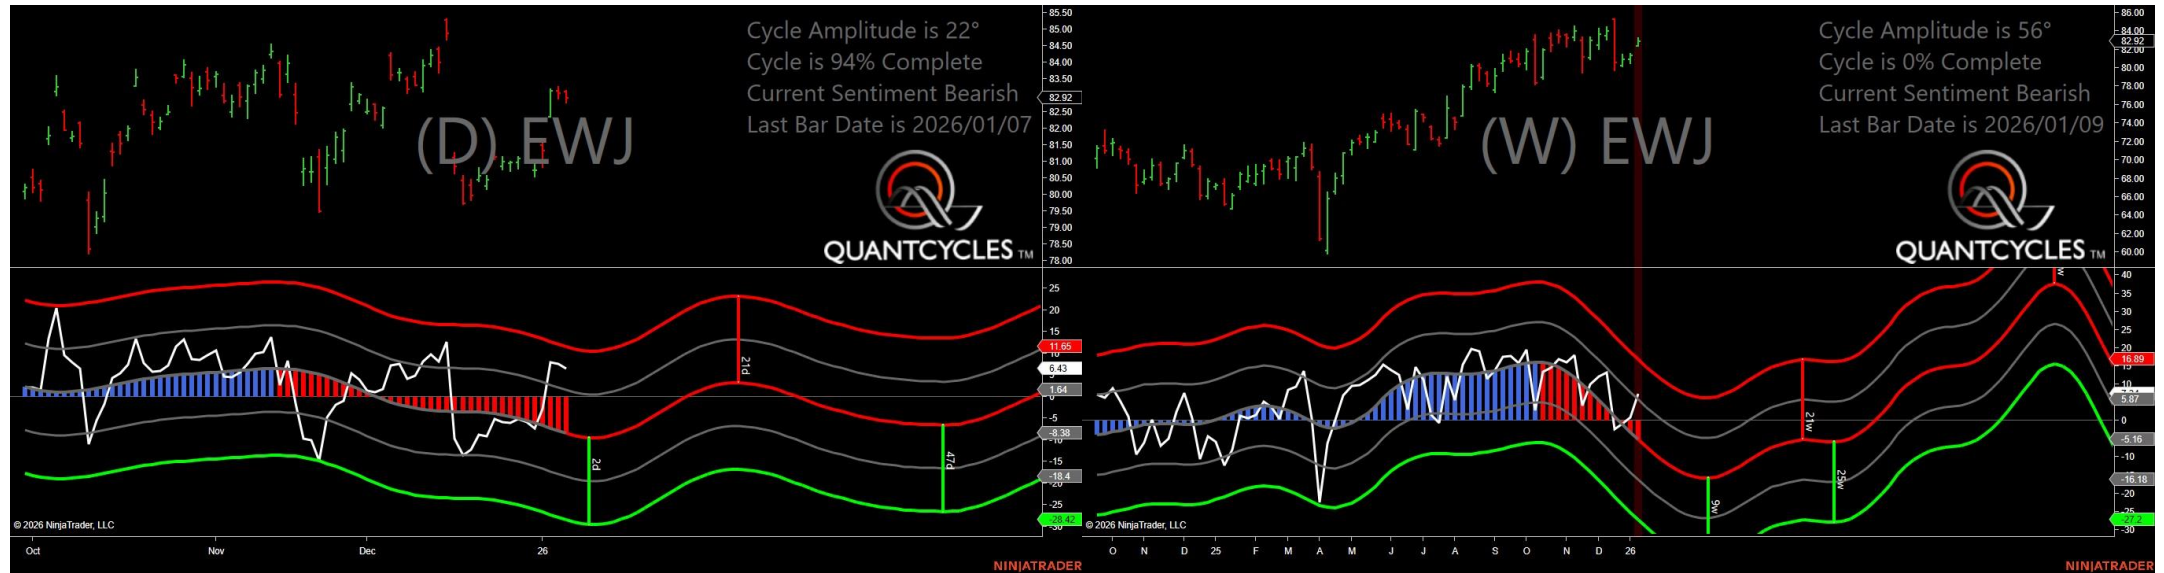 Cycle Amplitude is 22°
Cycle is 94% Complete
Current Sentiment Bearish
Last Bar Date is 2026/01/07
(D) EWJ
QUANTCYCLES TM
85.50
85.00
84.50
84.00
83.50
82.92
82.50
82.00
81.50
81.00
80.50
80.00
79.50
79.00
78.50
78.00
25
20
15
11.65
6.43
1.64
0
-5
-8.38
-10
-15
-18.4
-20
-25
-28.42
-30
21d
2d
47d
© 2026 NinjaTrader, LLC
Oct Nov Dec 26
NINJATRADER
Cycle Amplitude is 56°
Cycle is 0% Complete
Current Sentiment Bearish
Last Bar Date is 2026/01/09
(W) EWJ
QUANTCYCLES TM
86.00
84.00
82.92
82.00
80.00
78.00
76.00
74.00
72.00
70.00
68.00
66.00
64.00
62.00
60.00
40
35
30
25
20
16.89
15
10
5.87
0
-5.16
-10
-16.18
-20
-25
-27.2
-30
w
21w
9w
25w
© 2026 NinjaTrader, LLC
O N D 25 F M A M J J A S O N D 26
NINJATRADER